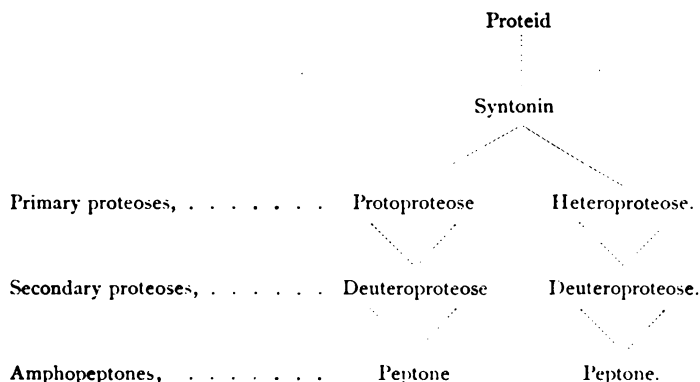 Proteid
Syntonin
Primary proteoses, . . . . . . . Protoproteose Heteroproteose.
Secondary proteoses, . . . . . . Deuteroproteose Deuteroproteose.
Amphopeptones, . . . . . . . Peptone Peptone.